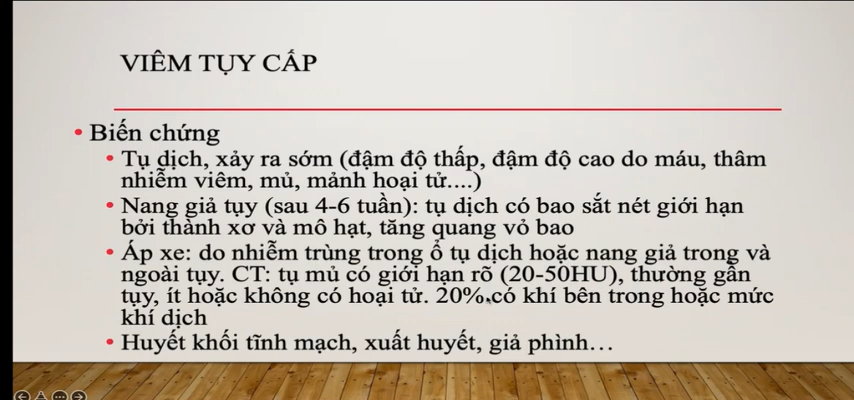 VIÊM TỤY CẤP
• Biến chứng
• Tụ dịch, xảy ra sớm (đậm độ thấp, đậm độ cao do máu, thâm
nhiễm viêm, mủ, mảnh hoại tử....)
• Nang giả tụy (sau 4-6 tuần): tụ dịch có bao sắt nét giới hạn
bởi thành xơ và mô hạt, tăng quang vỏ bao
• Áp xe: do nhiễm trùng trong ổ tụ dịch hoặc nang giả trong và
ngoài tụy. CT: tụ mủ có giới hạn rõ (20-50HU), thường gần
tụy, ít hoặc không có hoại tử. 20% có khí bên trong hoặc mức
khí dịch
• Huyết khối tĩnh mạch, xuất huyết, giả phình…